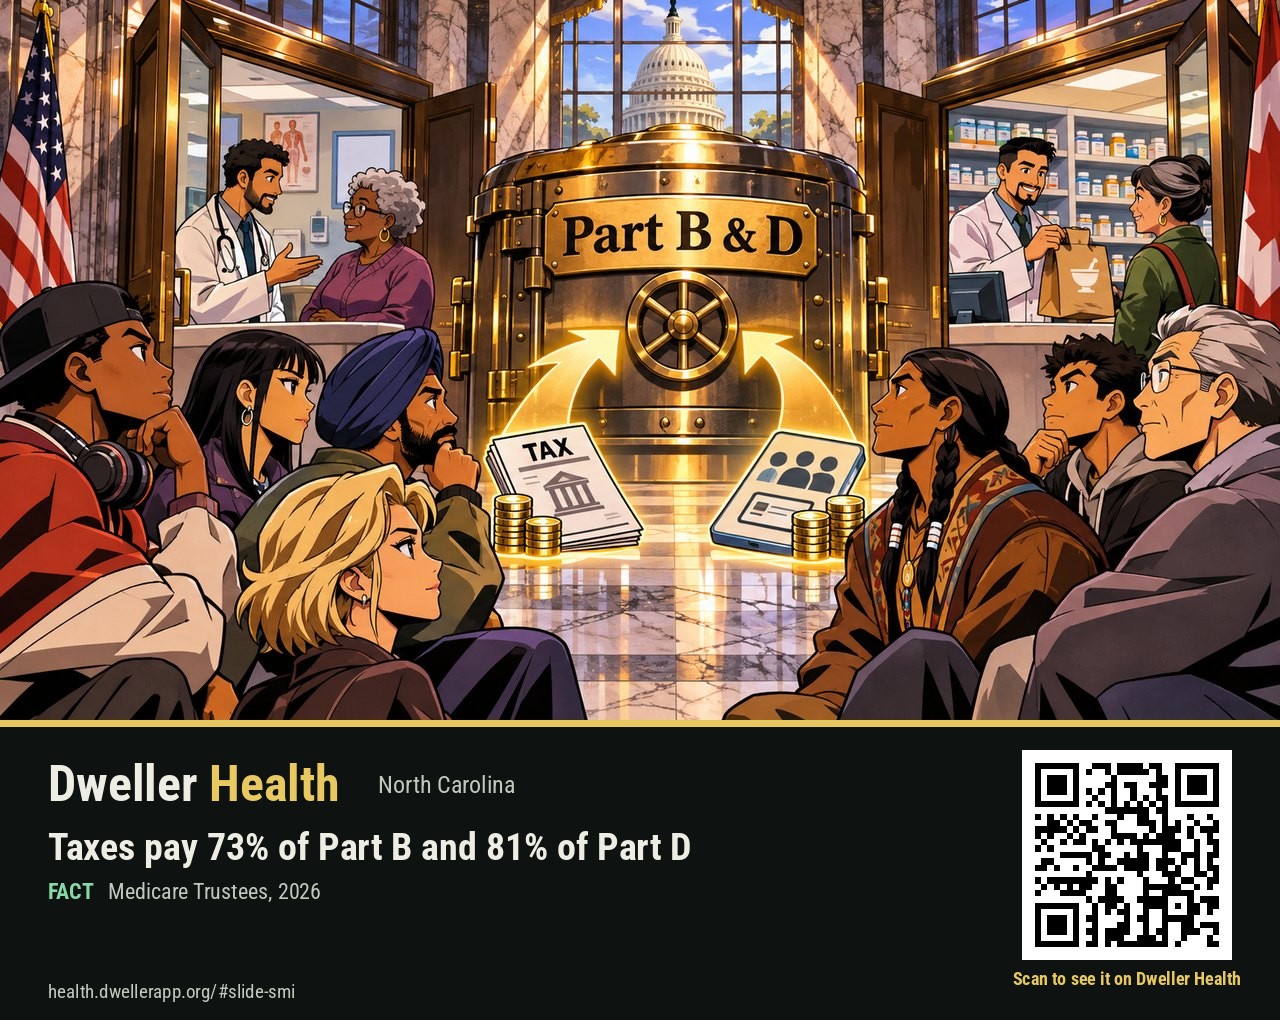 Part B & D
TAX
Dweller Health
North Carolina
Taxes pay 73% of Part B and 81% of Part D
FACT Medicare Trustees, 2026
health.dwellerapp.org/#slide-smi
Scan to see it on Dweller Health